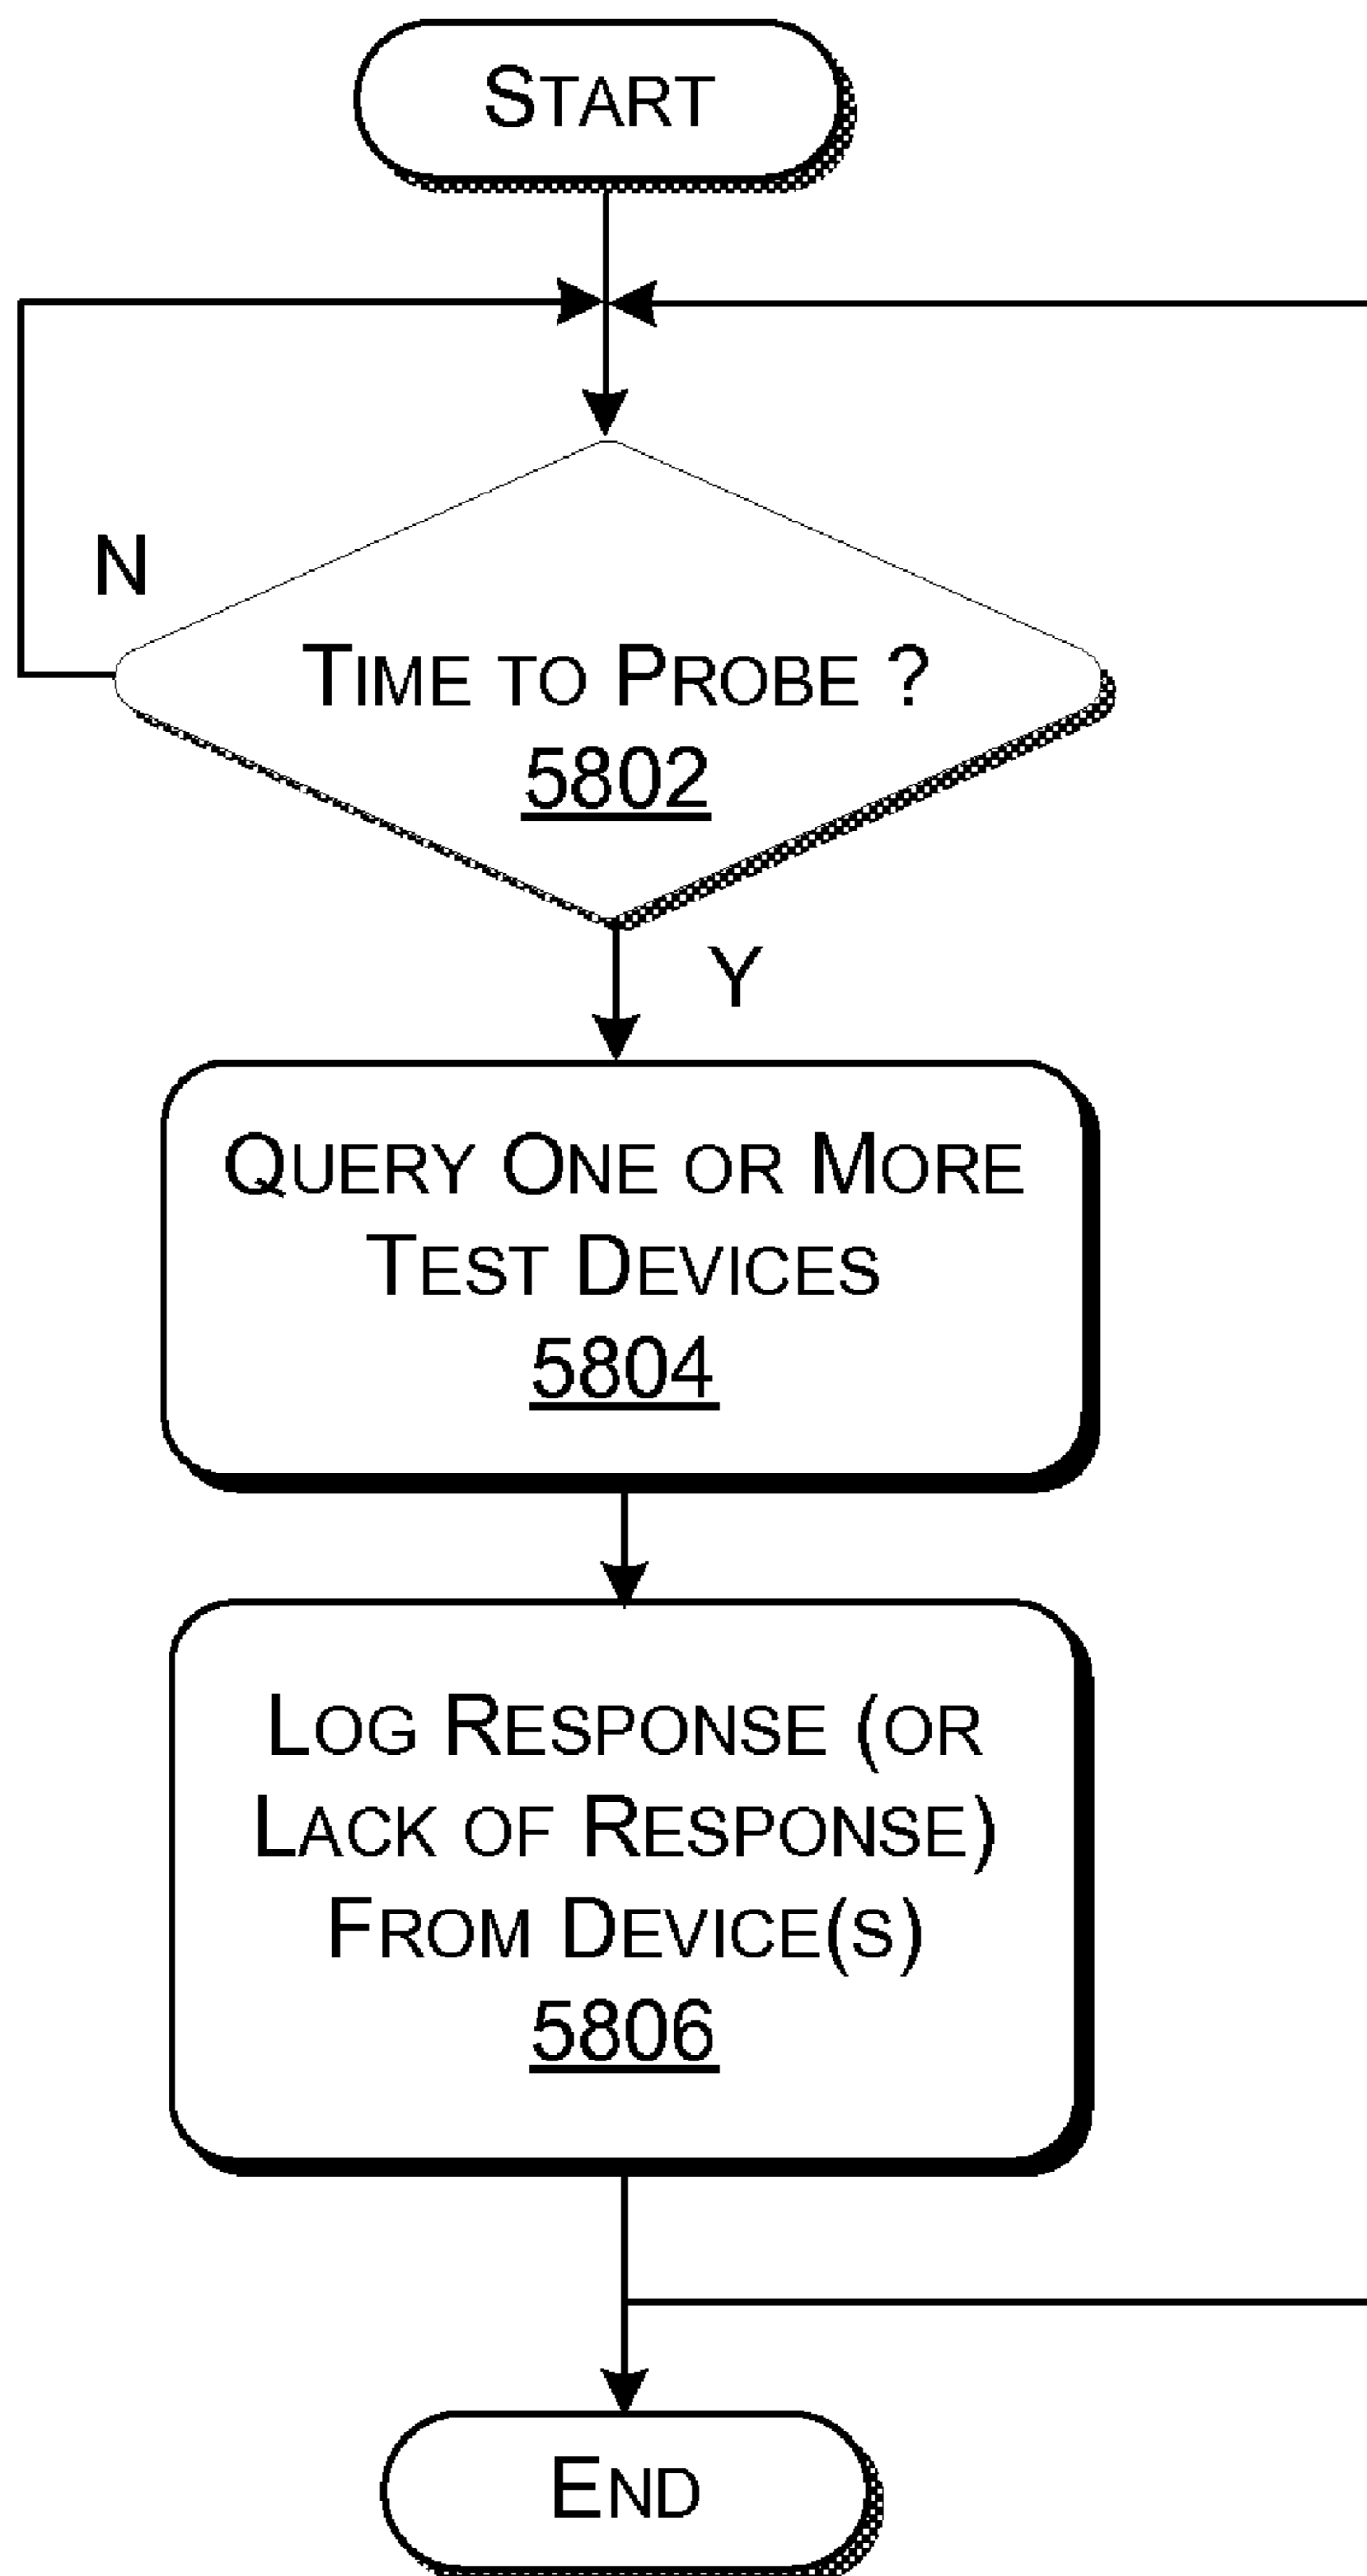 START
N
TIME TO PROBE ?
5802
Y
QUERY ONE OR MORE
TEST DEVICES
5804
LOG RESPONSE (OR
LACK OF RESPONSE)
FROM DEVICE(S)
5806
END